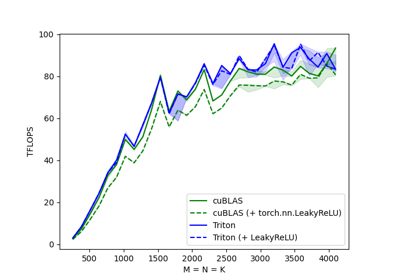 100
80
60
40
20
0
TFLOPS
500 1000 1500 2000 2500 3000 3500 4000
M = N = K
cuBLAS
cuBLAS (+ torch.nn.LeakyReLU)
Triton
Triton (+ LeakyReLU)